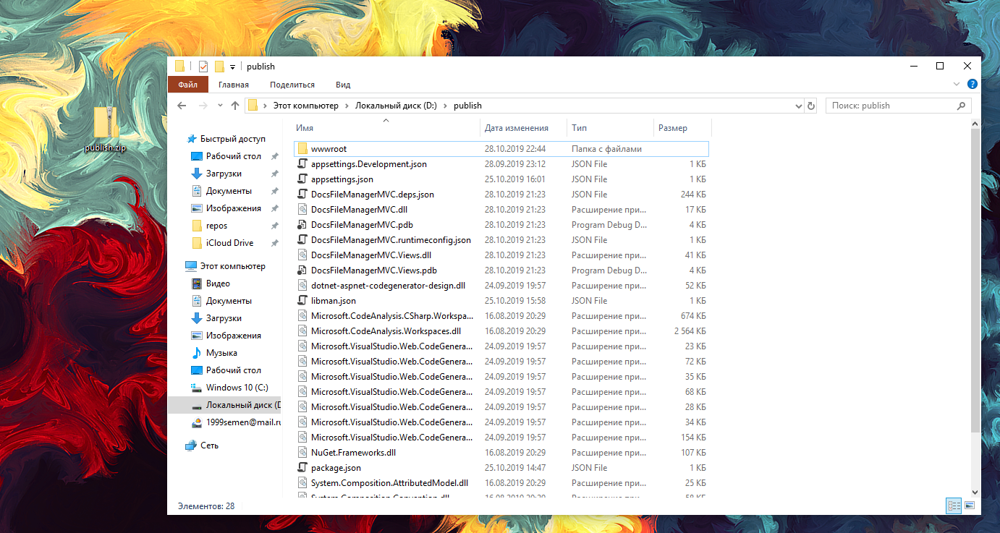 publish
Файл Главная Поделиться Вид
Этот компьютер Локальный диск (D:) publish Поиск: publish
publish.zip
Быстрый доступ
Рабочий стол
Загрузки
Документы
Изображения
repos
iCloud Drive
Этот компьютер
Видео
Документы
Загрузки
Изображения
Музыка
Рабочий стол
Windows 10 (C:)
Локальный диск (D
1999semen@mail.ru
Сеть
Имя Дата изменения Тип Размер
wwwroot 28.10.2019 22:44 Папка с файлами
appsettings.Development.json 28.09.2019 23:12 JSON File 1 КБ
appsettings.json 25.10.2019 16:01 JSON File 1 КБ
DocsFileManagerMVC.deps.json 28.10.2019 21:23 JSON File 244 КБ
DocsFileManagerMVC.dll 28.10.2019 21:23 Расширение при... 17 КБ
DocsFileManagerMVC.pdb 28.10.2019 21:23 Program Debug D... 4 КБ
DocsFileManagerMVC.runtimeconfig.json 28.10.2019 21:23 JSON File 1 КБ
DocsFileManagerMVC.Views.dll 28.10.2019 21:23 Расширение при... 41 КБ
DocsFileManagerMVC.Views.pdb 28.10.2019 21:23 Program Debug D... 4 КБ
dotnet-aspnet-codegenerator-design.dll 24.09.2019 19:57 Расширение при... 52 КБ
libman.json 25.10.2019 15:58 JSON File 1 КБ
Microsoft.CodeAnalysis.CSharp.Workspa... 16.08.2019 20:29 Расширение при... 674 КБ
Microsoft.CodeAnalysis.Workspaces.dll 16.08.2019 20:29 Расширение при... 2 564 КБ
Microsoft.VisualStudio.Web.CodeGenera... 24.09.2019 19:57 Расширение при... 23 КБ
Microsoft.VisualStudio.Web.CodeGenera... 24.09.2019 19:57 Расширение при... 72 КБ
Microsoft.VisualStudio.Web.CodeGenera... 24.09.2019 19:57 Расширение при... 35 КБ
Microsoft.VisualStudio.Web.CodeGenera... 24.09.2019 19:57 Расширение при... 68 КБ
Microsoft.VisualStudio.Web.CodeGenera... 24.09.2019 19:57 Расширение при... 28 КБ
Microsoft.VisualStudio.Web.CodeGenera... 24.09.2019 19:57 Расширение при... 34 КБ
Microsoft.VisualStudio.Web.CodeGenera... 24.09.2019 19:57 Расширение при... 154 КБ
NuGet.Frameworks.dll 16.08.2019 20:29 Расширение при... 107 КБ
package.json 25.10.2019 14:47 JSON File 1 КБ
System.Composition.AttributedModel.dll 16.08.2019 20:29 Расширение при... 25 КБ
System.Composition.Convention.dll 16.08.2019 20:29 Расширение при... 58 КБ
Элементов: 28